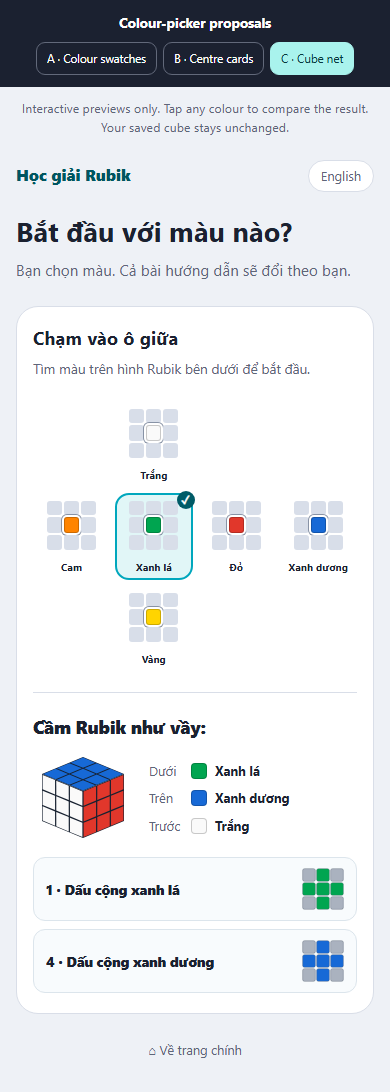 Colour-picker proposals
A · Colour swatches
B · Centre cards
C · Cube net
Interactive previews only. Tap any colour to compare the result.
Your saved cube stays unchanged.
Học giải Rubik
English
Bắt đầu với màu nào?
Bạn chọn màu. Cả bài hướng dẫn sẽ đổi theo bạn.
Chạm vào ô giữa
Tìm màu trên hình Rubik bên dưới để bắt đầu.
Trắng
Cam
Xanh lá
Đỏ
Xanh dương
Vàng
Cầm Rubik như vầy:
Dưới Xanh lá
Trên Xanh dương
Trước Trắng
1 · Dấu cộng xanh lá
4 · Dấu cộng xanh dương
⌂ Về trang chính